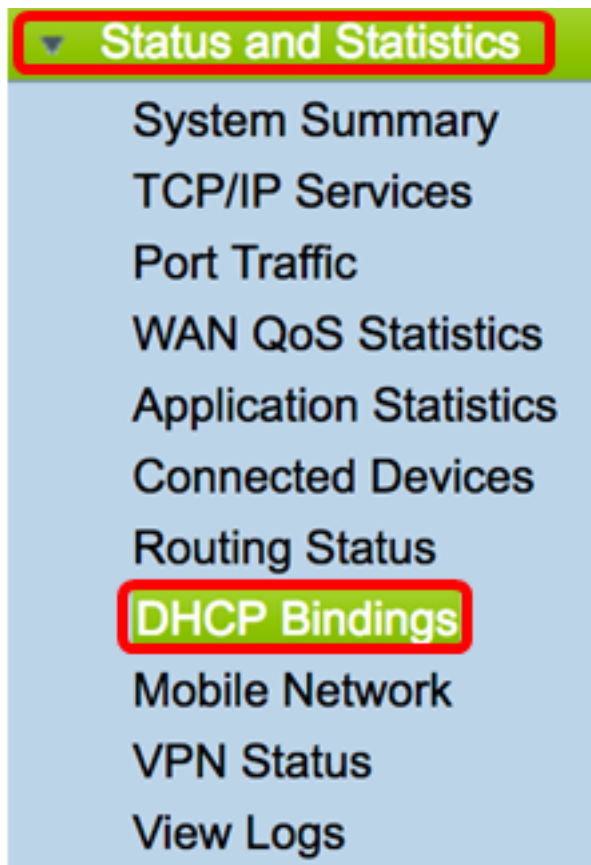 Status and Statistics
System Summary
TCP/IP Services
Port Traffic
WAN QoS Statistics
Application Statistics
Connected Devices
Routing Status
DHCP Bindings
Mobile Network
VPN Status
View Logs